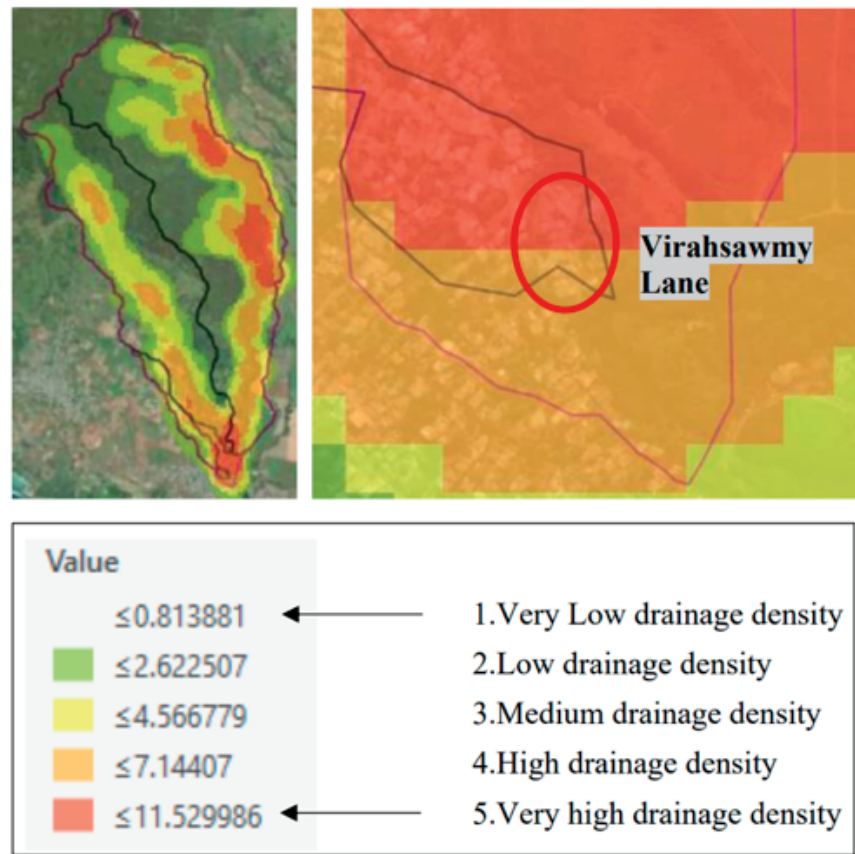 Virahsawmy
Lane
Value
≤0.813881
1.Very Low drainage density
≤2.622507
2.Low drainage density
≤4.566779
3.Medium drainage density
≤7.14407
4.High drainage density
≤11.529986
5.Very high drainage density